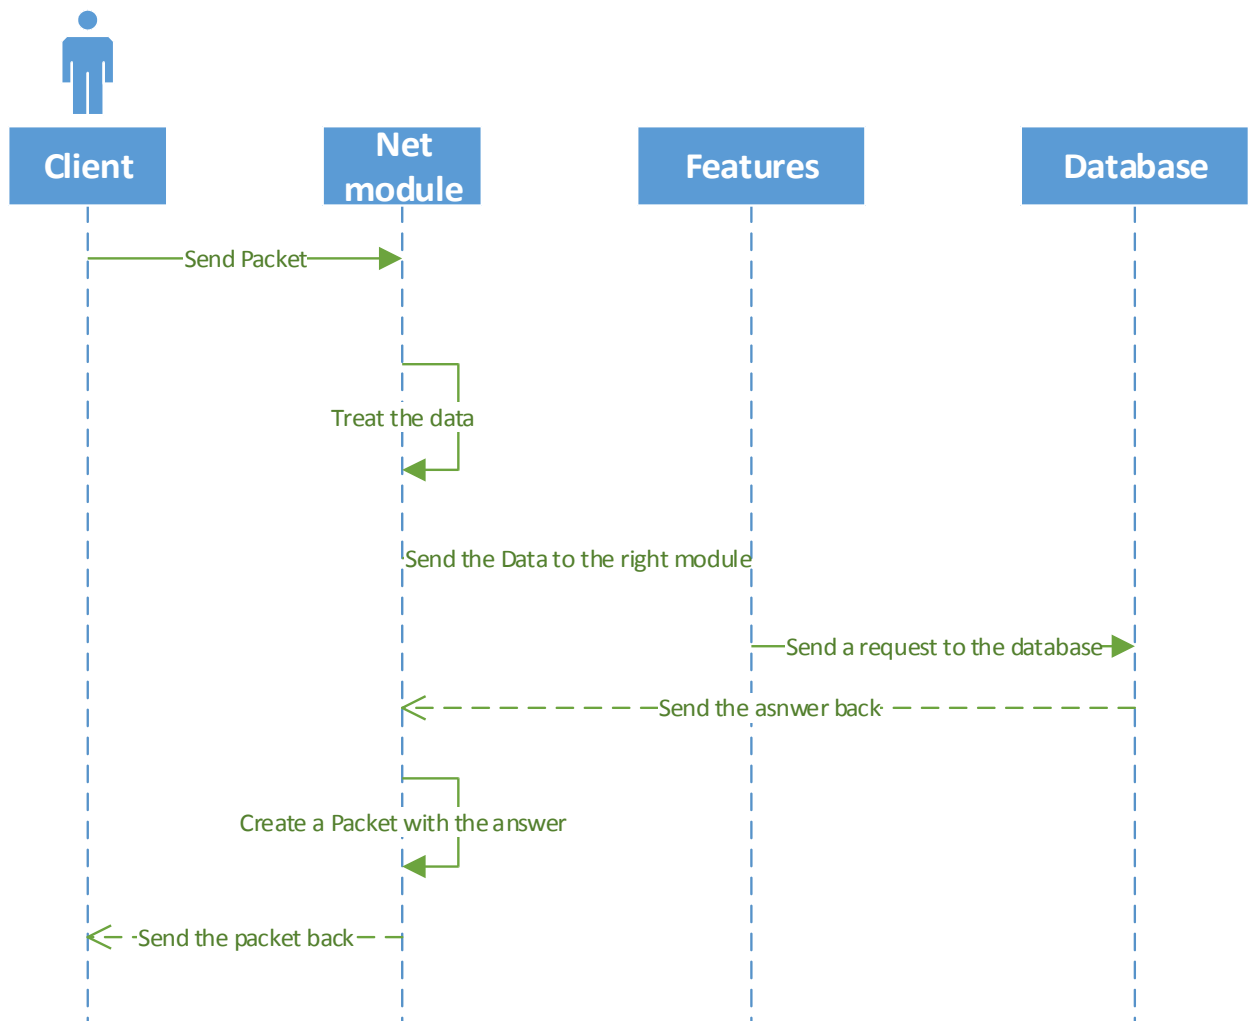 Client
Net
module
Features
Database
Send Packet
Treat the data
Send the Data to the right module
Send a request to the database
Send the asnwer back
Create a Packet with the answer
Send the packet back